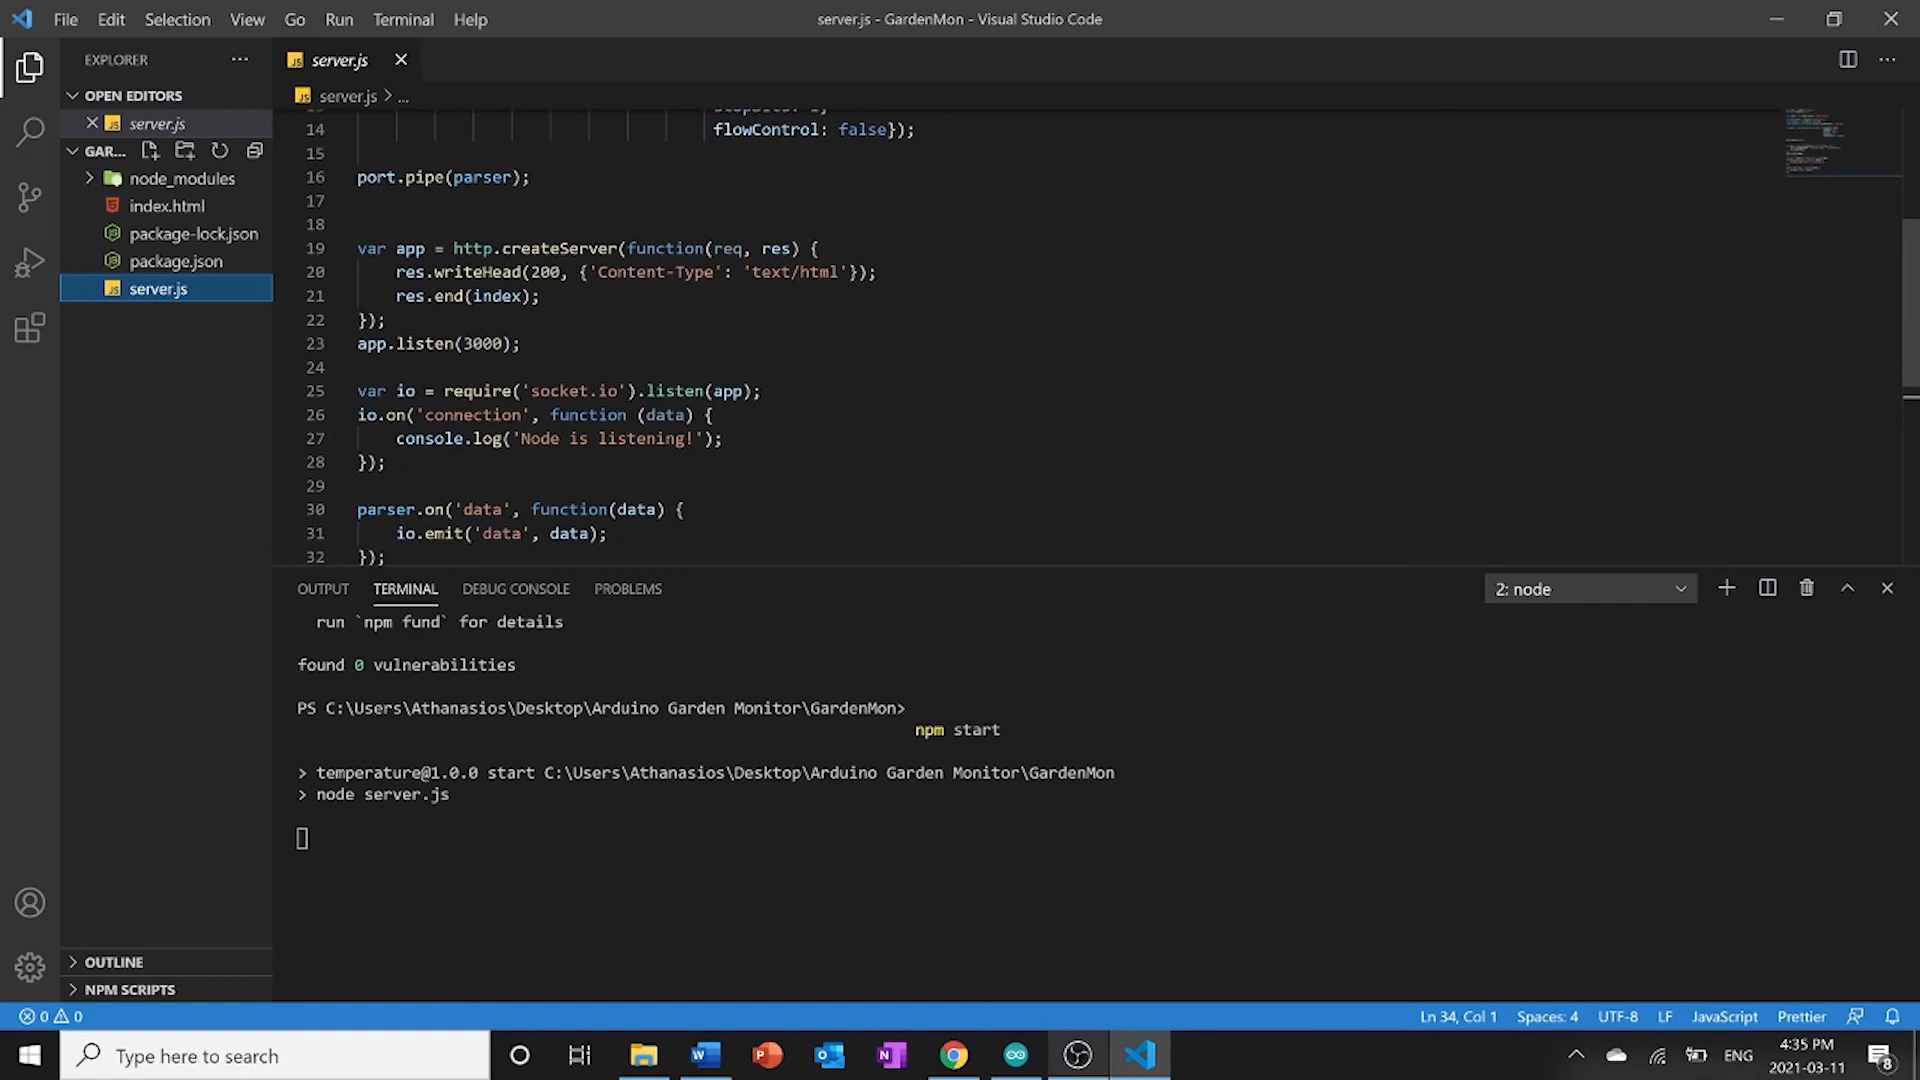 File Edit Selection View Go Run Terminal Help
server.js - GardenMon - Visual Studio Code
EXPLORER
OPEN EDITORS
server.js
GAR...
node_modules
index.html
package-lock.json
package.json
server.js
OUTLINE
NPM SCRIPTS
server.js
server.js > ...
14 flowControl: false});
15
16 port.pipe(parser);
17
18
19 var app = http.createServer(function(req, res) {
20 res.writeHead(200, {'Content-Type': 'text/html'});
21 res.end(index);
22 });
23 app.listen(3000);
24
25 var io = require('socket.io').listen(app);
26 io.on('connection', function (data) {
27 console.log('Node is listening!');
28 });
29
30 parser.on('data', function(data) {
31 io.emit('data', data);
32 });
OUTPUT TERMINAL DEBUG CONSOLE PROBLEMS
2: node
run `npm fund` for details
found 0 vulnerabilities
PS C:\Users\Athanasios\Desktop\Arduino Garden Monitor\GardenMon>
npm start
> temperature@1.0.0 start C:\Users\Athanasios\Desktop\Arduino Garden Monitor\GardenMon
> node server.js
0 0
Ln 34, Col 1 Spaces: 4 UTF-8 LF JavaScript Prettier
Type here to search
ENG
4:35 PM
2021-03-11
8